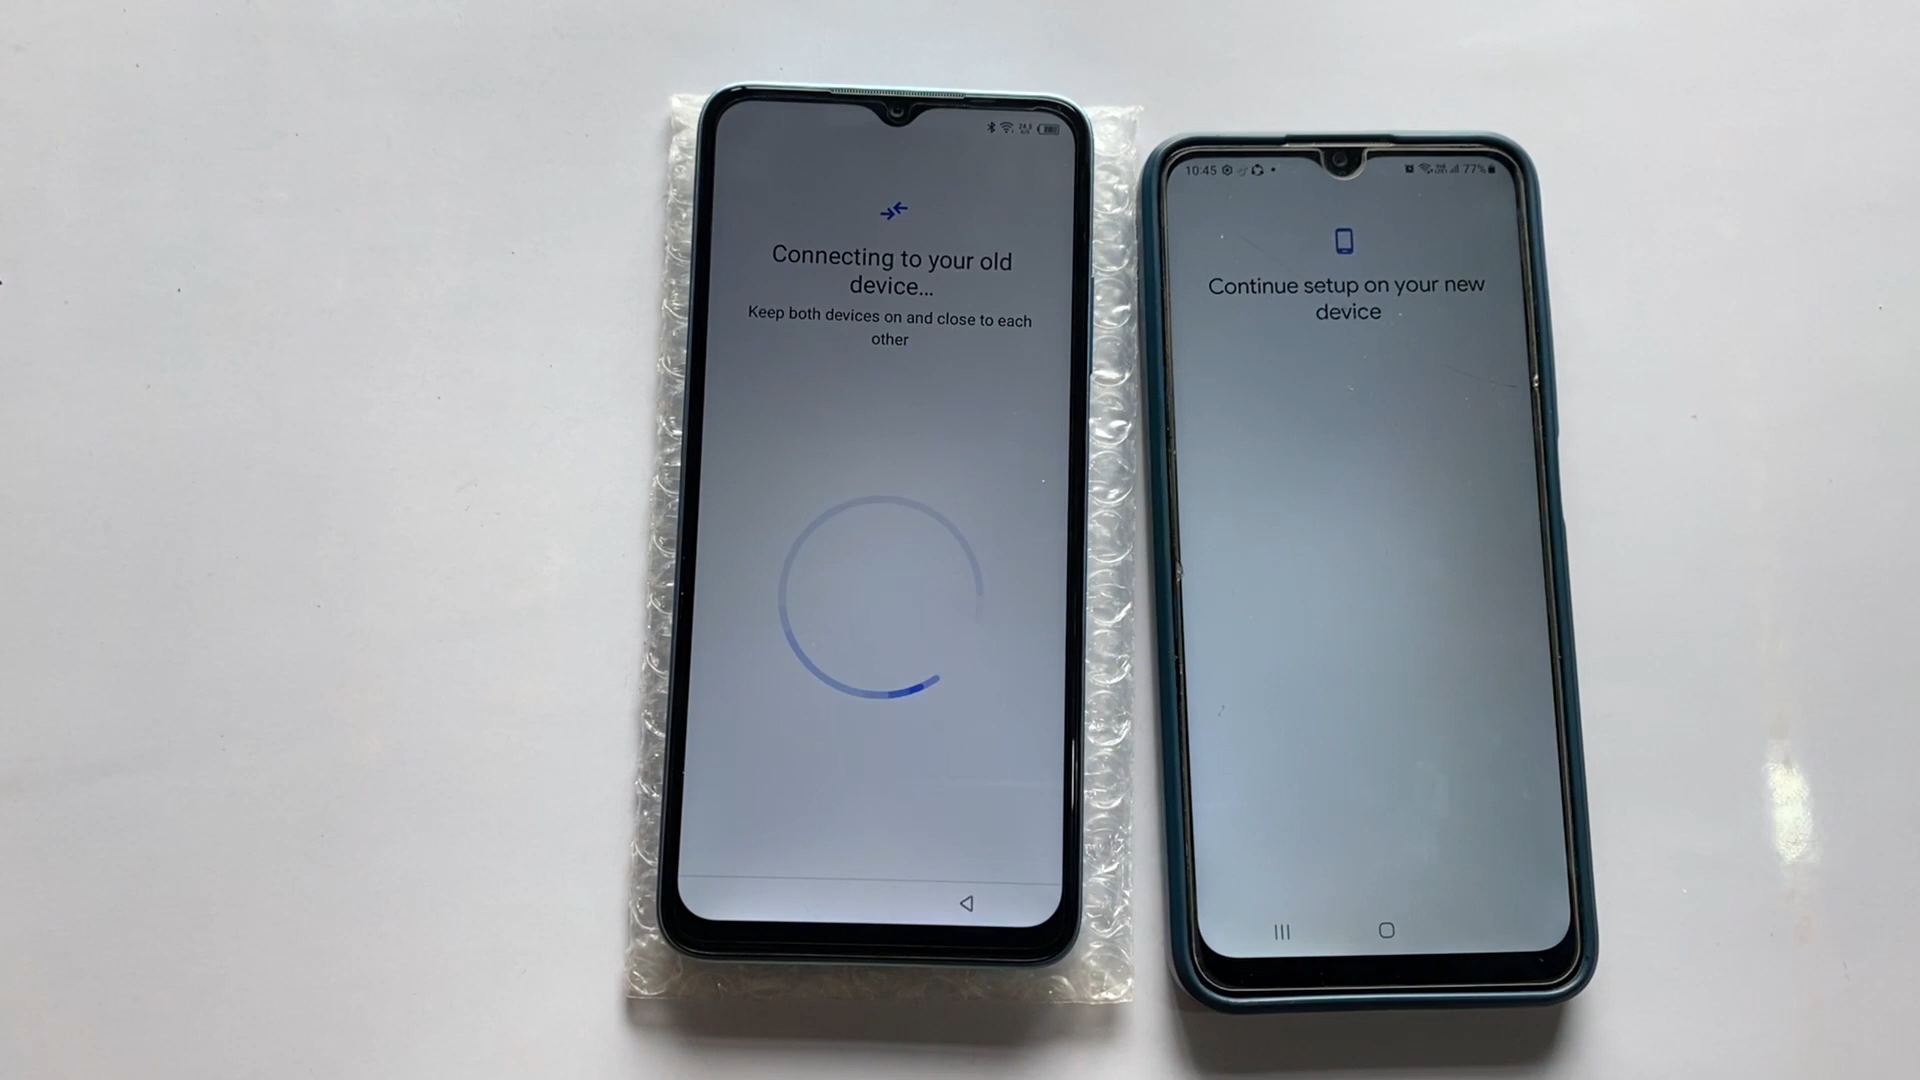 Connecting to your old
device...
Keep both devices on and close to each
other
10:45
77%
Continue setup on your new
device